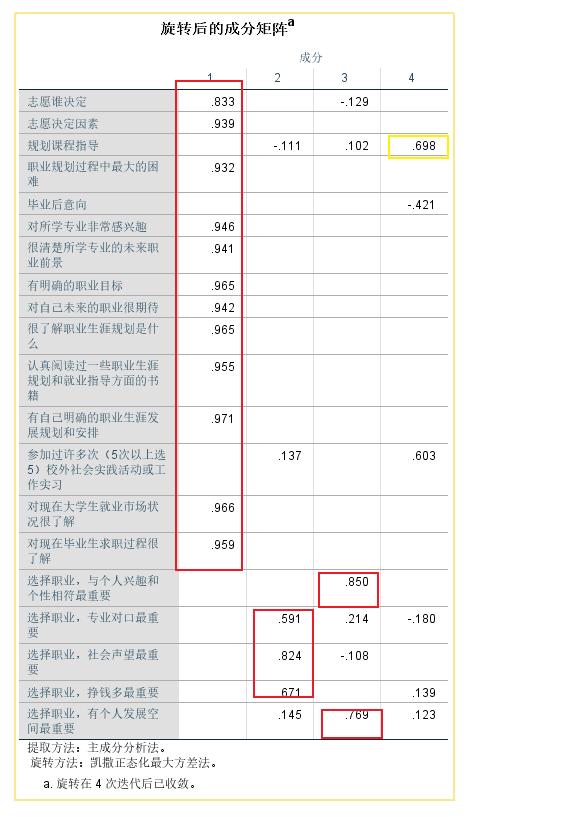 旋转后的成分矩阵a
成分
1 2 3 4
志愿谁决定 .833 -.129
志愿决定因素 .939
规划课程指导 -.111 .102 .698
职业规划过程中最大的困 .932
难
毕业后意向 -.421
对所学专业非常感兴趣 .946
很清楚所学专业的未来职 .941
业前景
有明确的职业目标 .965
对自己未来的职业很期待 .942
很了解职业生涯规划是什 .965
么
认真阅读过一些职业生涯 .955
规划和就业指导方面的书
籍
有自己明确的职业生涯发 .971
展规划和安排
参加过许多次（5次以上选 .137 .603
5）校外社会实践活动或工
作实习
对现在大学生就业市场状 .966
况很了解
对现在毕业生求职过程很 .959
了解
选择职业，与个人兴趣和 .850
个性相符最重要
选择职业，专业对口最重 .591 .214 -.180
要
选择职业，社会声望最重 .824 -.108
要
选择职业，挣钱多最重要 .671 .139
选择职业，有个人发展空 .145 .769 .123
间最重要
提取方法：主成分分析法。
旋转方法：凯撒正态化最大方差法。
a. 旋转在 4 次迭代后已收敛。